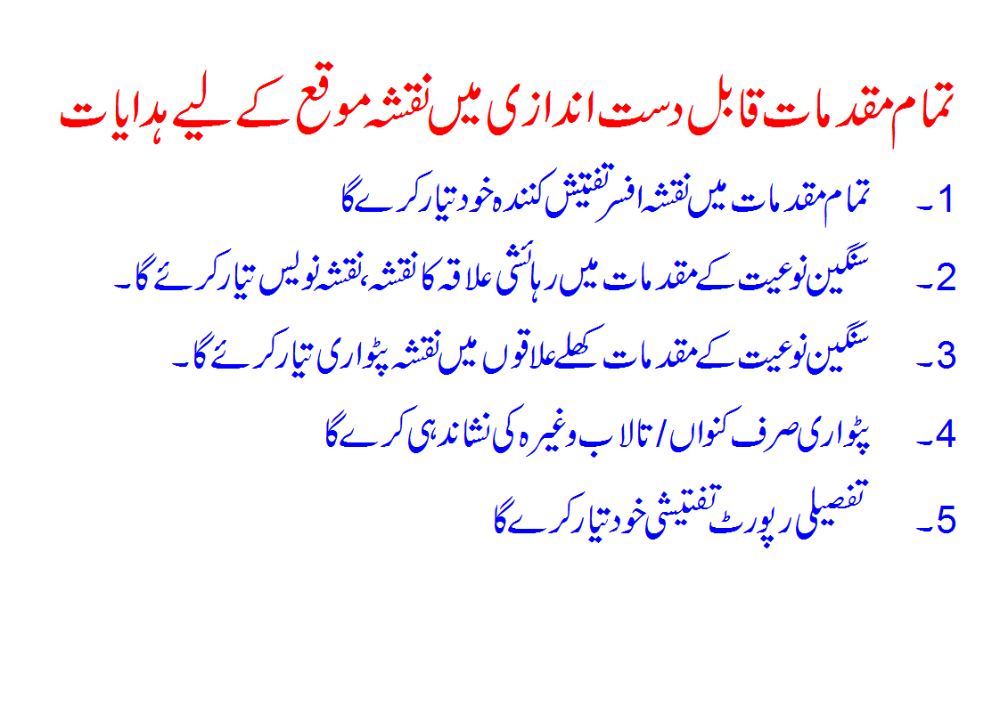 تمام مقدمات قابل دست اندازی میں نقشہ موقع کے لیے ہدایات
1۔ تمام مقدمات میں نقشہ افسر تفتیش کنندہ خود تیار کرے گا
2۔ سنگین نوعیت کے مقدمات میں رہائشی علاقہ کا نقشہ، نقشہ نویس تیار کرئے گا۔
3۔ سنگین نوعیت کے مقدمات کھلے علاقوں میں نقشہ پٹواری تیار کرئے گا۔
4۔ پٹواری صرف کنواں/ تالاب وغیرہ کی نشاندہی کرے گا
5۔ تفصیلی رپورٹ تفتیشی خود تیار کرے گا